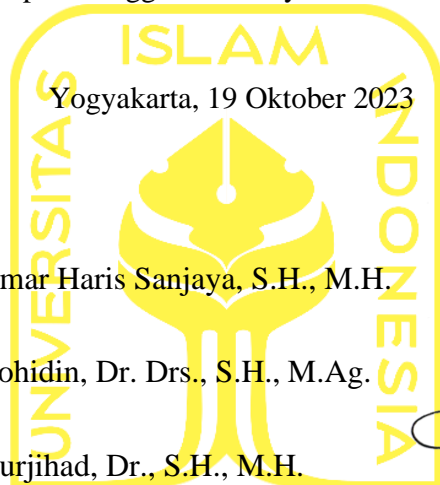 ISLAM
Yogyakarta, 19 Oktober 2023
UNIVERSITAS
INDONESIA
mar Haris Sanjaya, S.H., M.H.
ohidin, Dr. Drs., S.H., M.Ag.
urjihad, Dr., S.H., M.H.